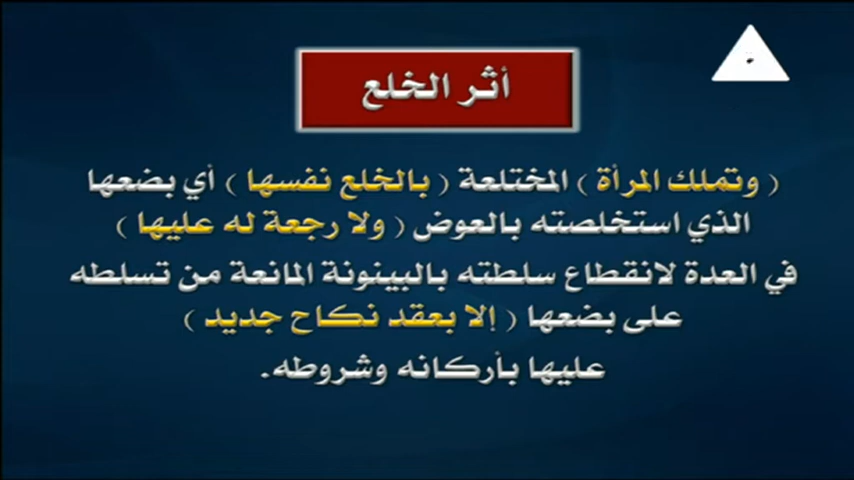 أثر الخلع
( وتملك المرأة ) المختلعة ( بالخلع نفسها ) أي بضعها
الذي استخلصته بالعوض ( ولا رجعة له عليها )
في العدة لانقطاع سلطته بالبينونة المانعة من تسلطه
على بضعها ( إلا بعقد نكاح جديد )
عليها بأركانه وشروطه.